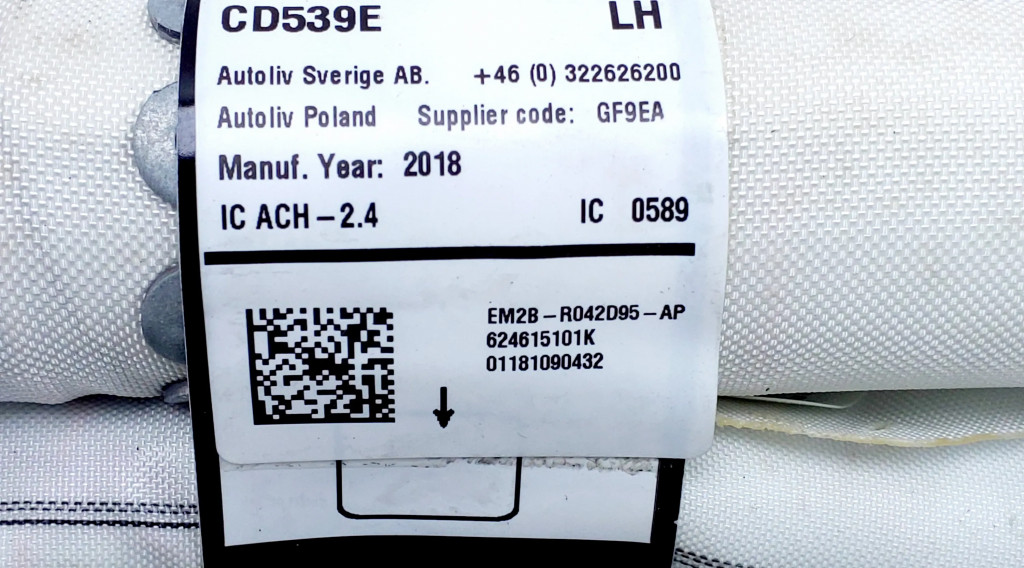 CD539E LH
Autoliv Sverige AB. +46 (0) 322626200
Autoliv Poland Supplier code: GF9EA
Manuf. Year: 2018
IC ACH-2.4 IC 0589
EM2B-R042D95-AP
624615101K
01181090432